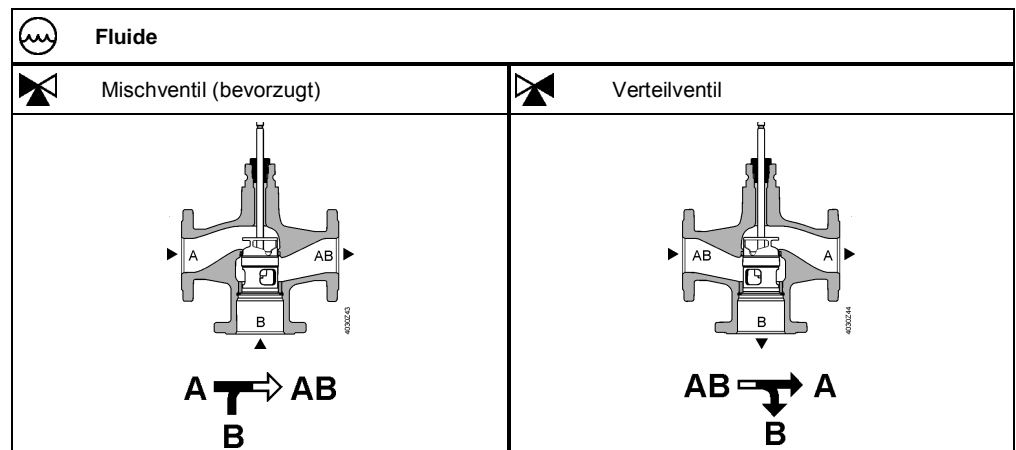 Fluide
Mischventil (bevorzugt)
Verteilventil
A
AB
B
4030Z43
AB
A
B
4030Z44
A
AB
B
AB
A
B